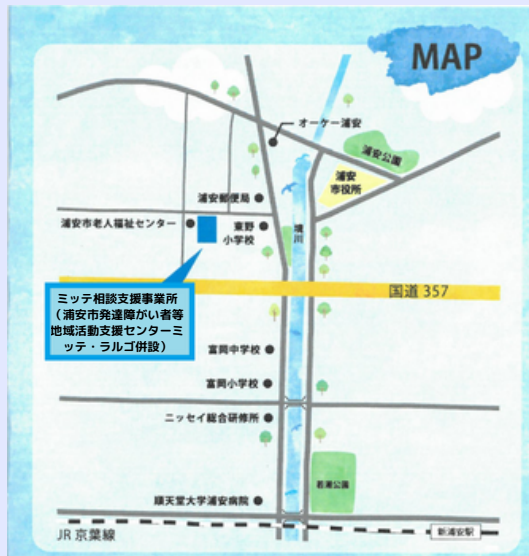 MAP
オーケー浦安
浦安公園
浦安
市役所
浦安郵便局
浦安市老人福祉センター
東野
小学校
境川
国道 357
ミッテ相談支援事業所
（浦安市発達障がい者等
地域活動支援センターミ
ッテ・ラルゴ併設）
富岡中学校
富岡小学校
ニッセイ総合研修所
若潮公園
順天堂大学浦安病院
JR 京葉線
新浦安駅